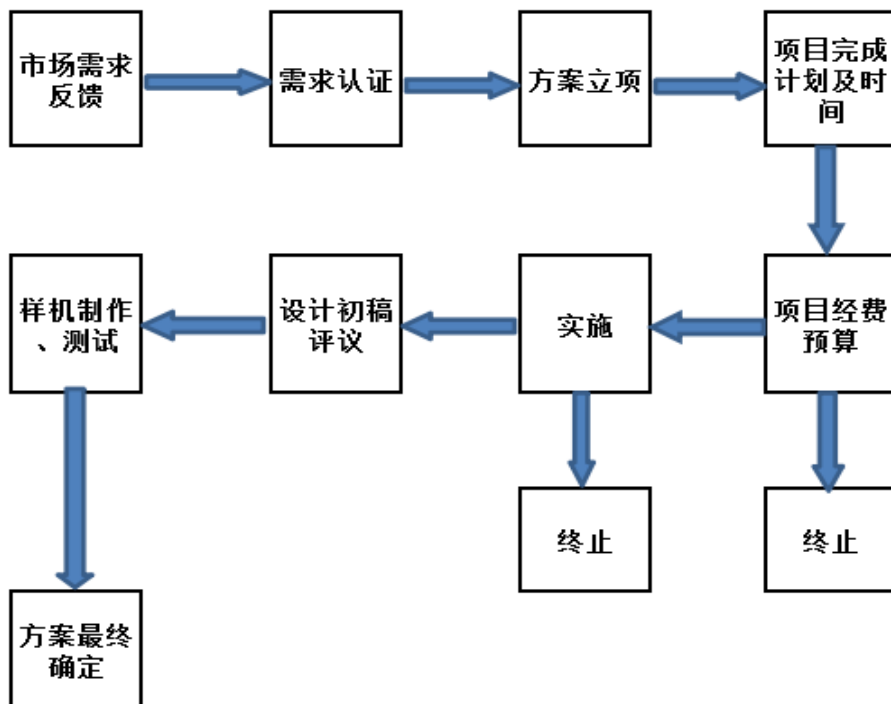 市场需求
反馈
需求认证
方案立项
项目完成
计划及时
间
样机制作
、测试
设计初稿
评议
实施
项目经费
预算
终止
终止
方案最终
确定